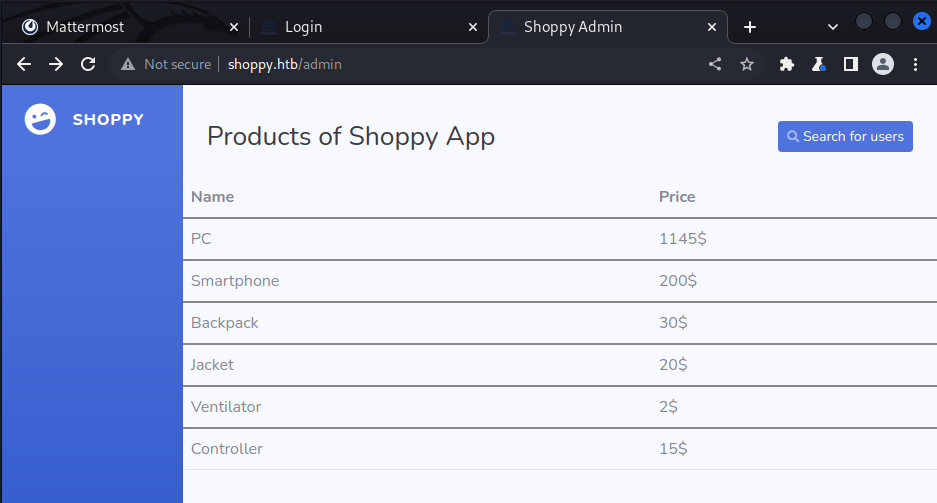 Mattermost
Login
Shoppy Admin
Not secure | shoppy.htb/admin
SHOPPY
Products of Shoppy App
Search for users
Name Price
PC 1145$
Smartphone 200$
Backpack 30$
Jacket 20$
Ventilator 2$
Controller 15$